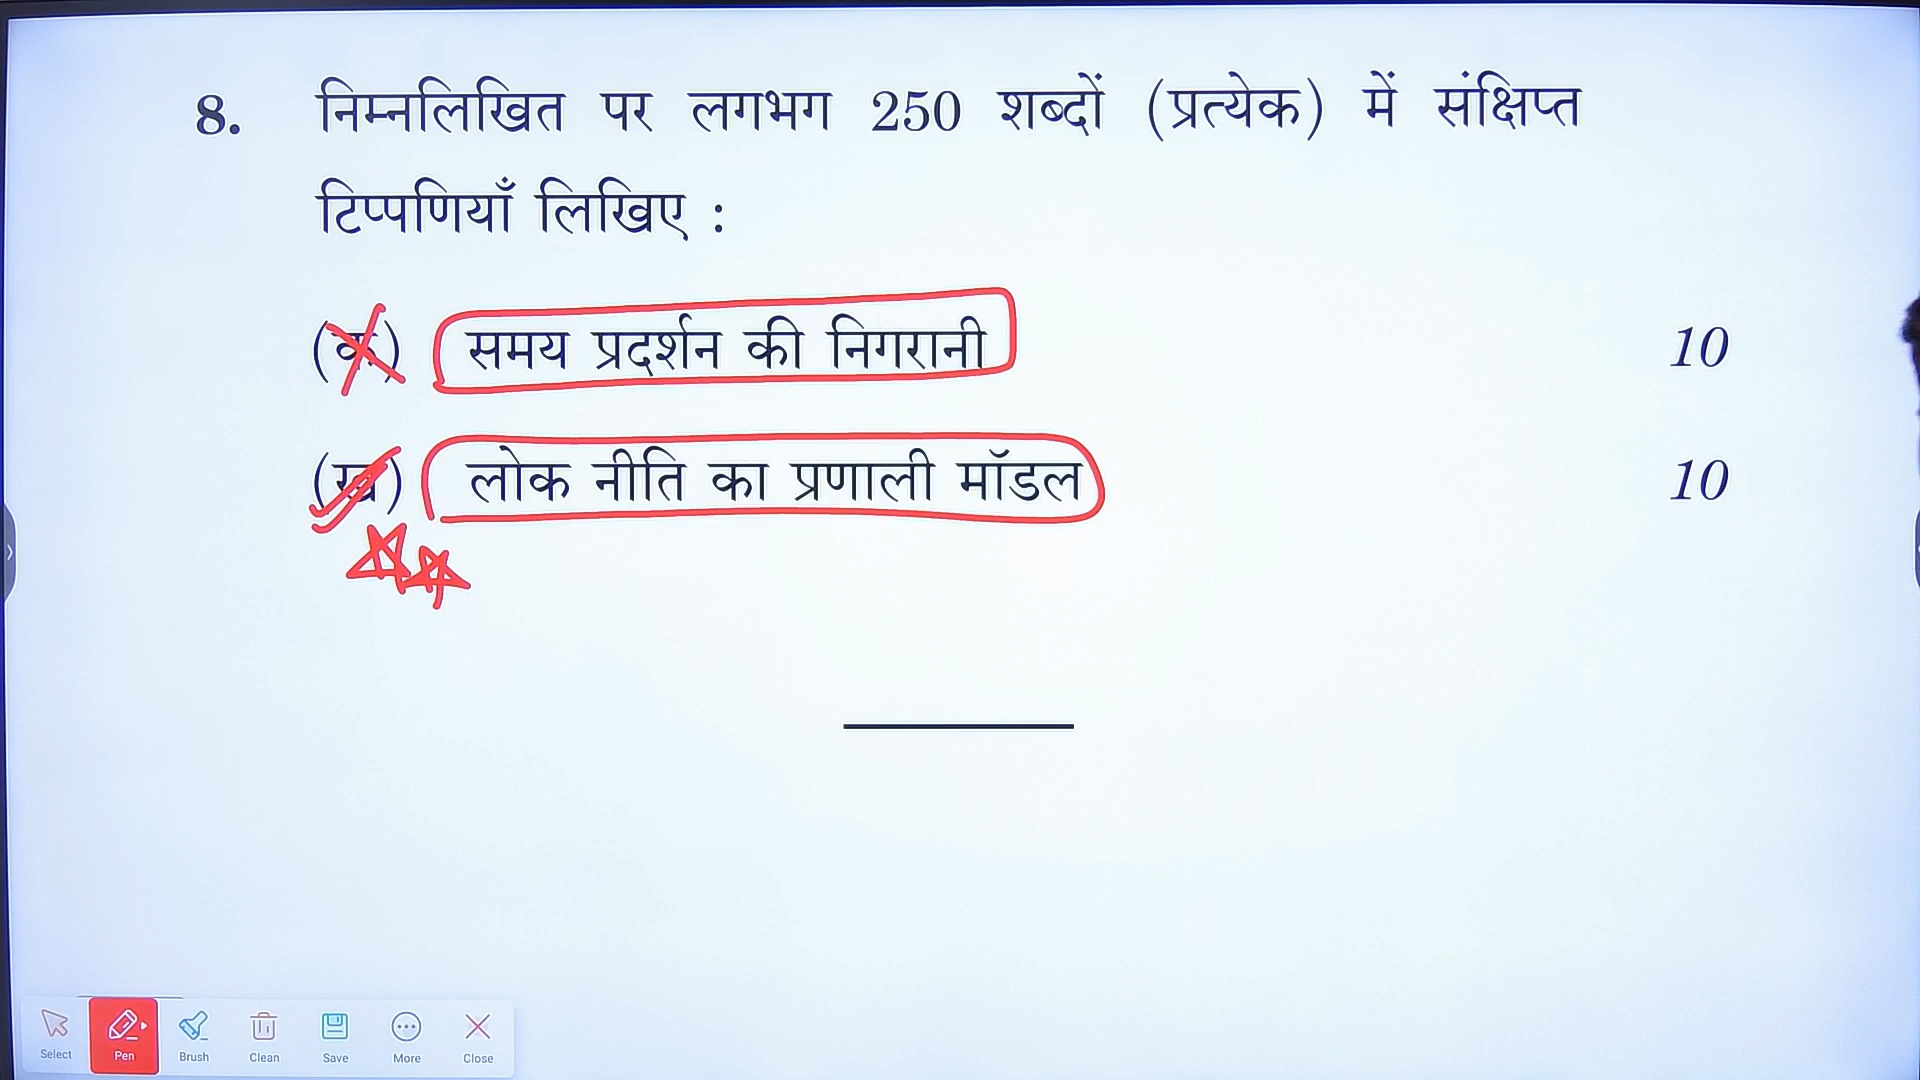 8. निम्नलिखित पर लगभग 250 शब्दों (प्रत्येक) में संक्षिप्त
टिप्पणियाँ लिखिए :
(क) समय प्रदर्शन की निगरानी 10
(ख) लोक नीति का प्रणाली मॉडल 10
Select Pen Brush Clean Save More Close